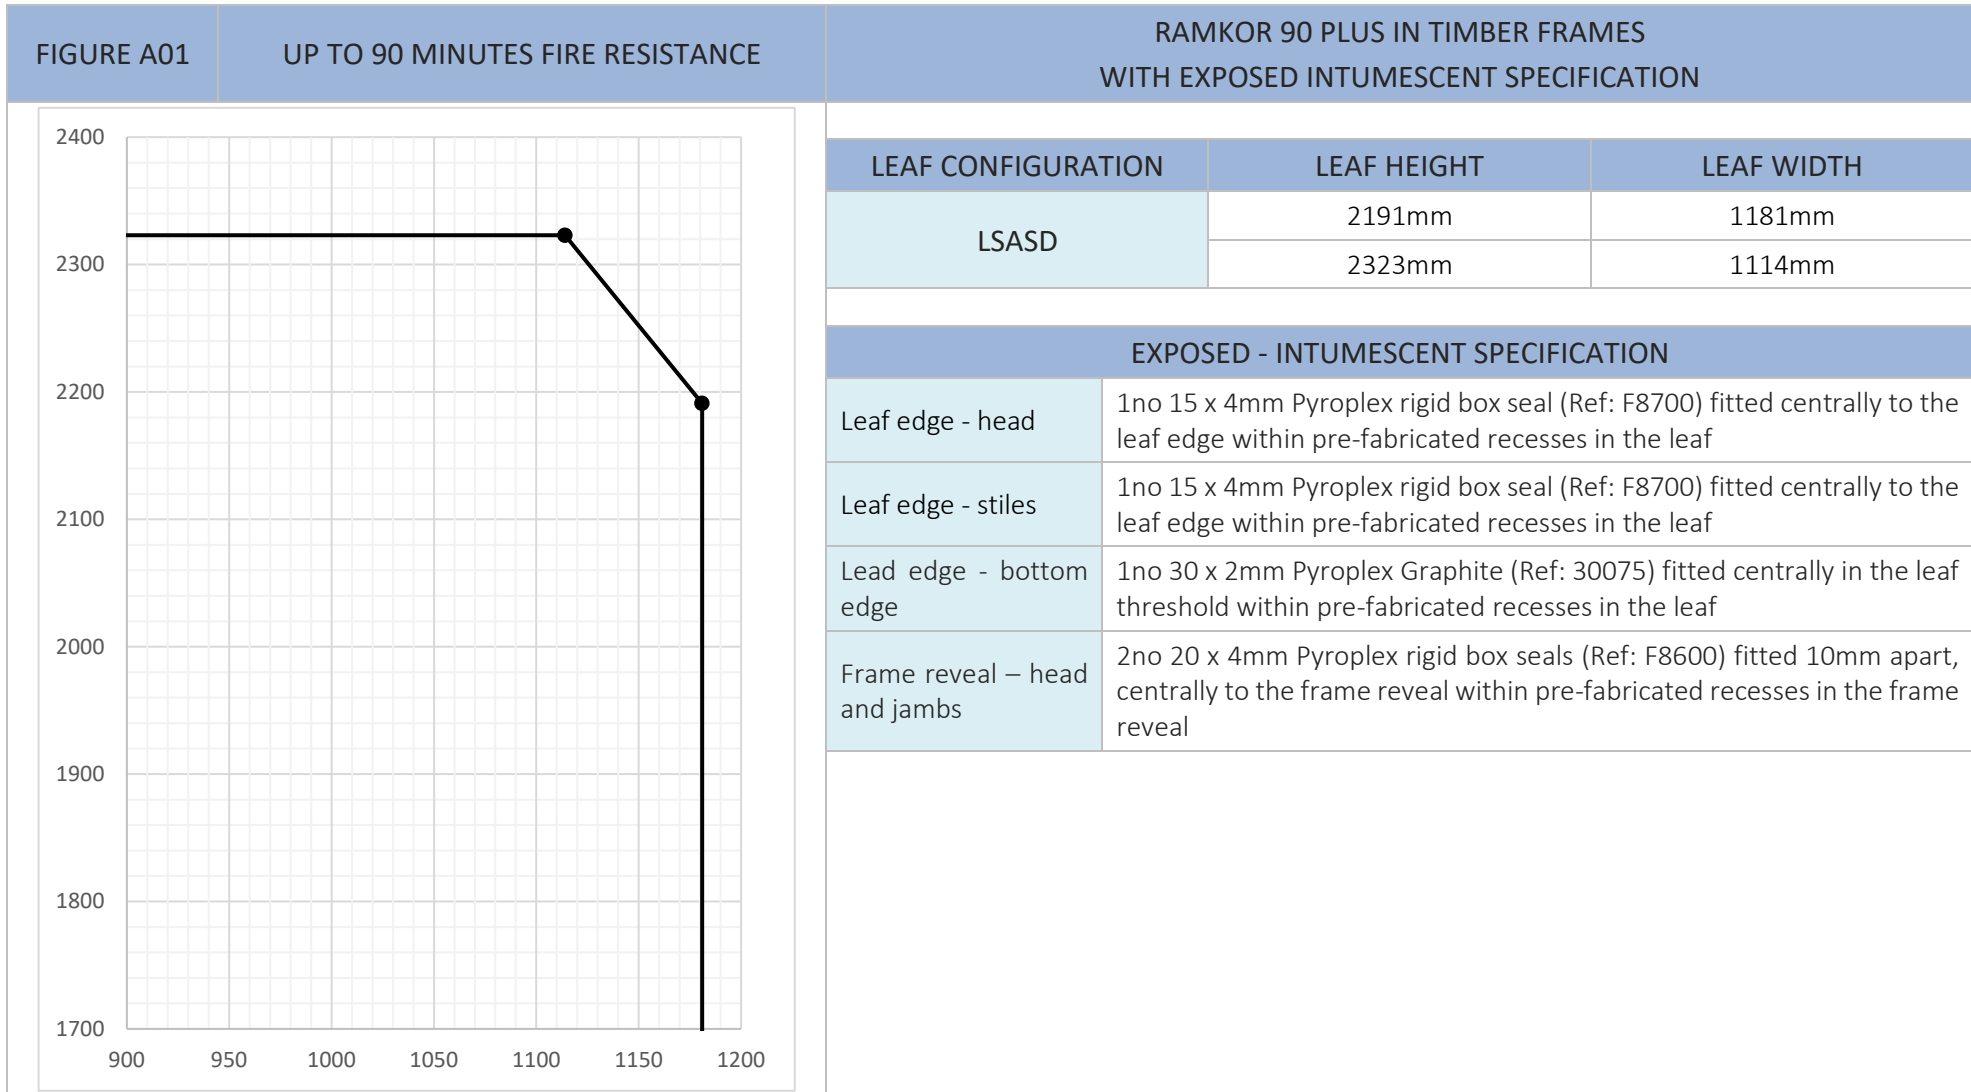 FIGURE A01
UP TO 90 MINUTES FIRE RESISTANCE
RAMKOR 90 PLUS IN TIMBER FRAMES
WITH EXPOSED INTUMESCENT SPECIFICATION
2400
2300
2200
2100
2000
1900
1800
1700
900 950 1000 1050 1100 1150 1200
LEAF CONFIGURATION LEAF HEIGHT LEAF WIDTH
LSASD
2191mm 1181mm
2323mm 1114mm
EXPOSED - INTUMESCENT SPECIFICATION
Leaf edge - head
1no 15 x 4mm Pyroplex rigid box seal (Ref: F8700) fitted centrally to the
leaf edge within pre-fabricated recesses in the leaf
Leaf edge - stiles
1no 15 x 4mm Pyroplex rigid box seal (Ref: F8700) fitted centrally to the
leaf edge within pre-fabricated recesses in the leaf
Lead edge - bottom
edge
1no 30 x 2mm Pyroplex Graphite (Ref: 30075) fitted centrally in the leaf
threshold within pre-fabricated recesses in the leaf
Frame reveal – head
and jambs
2no 20 x 4mm Pyroplex rigid box seals (Ref: F8600) fitted 10mm apart,
centrally to the frame reveal within pre-fabricated recesses in the frame
reveal